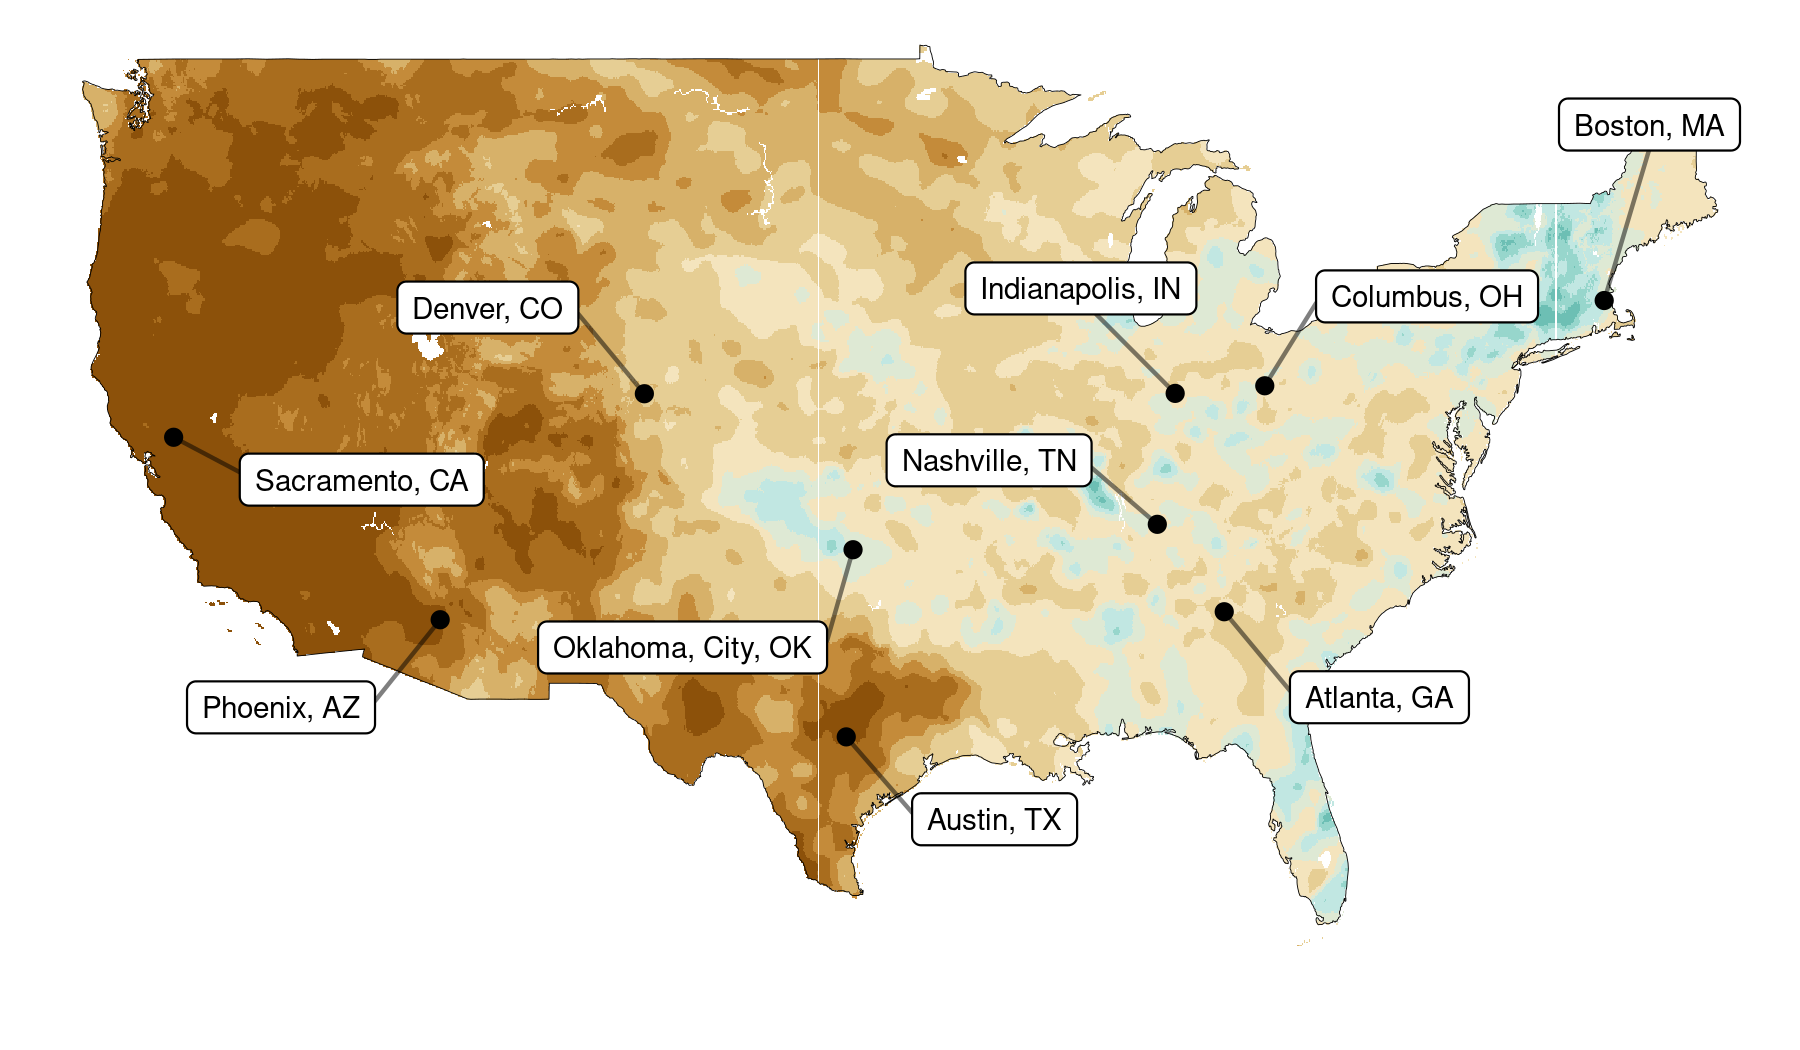 Boston, MA
Indianapolis, IN
Columbus, OH
Denver, CO
Nashville, TN
Sacramento, CA
Oklahoma, City, OK
Atlanta, GA
Phoenix, AZ
Austin, TX